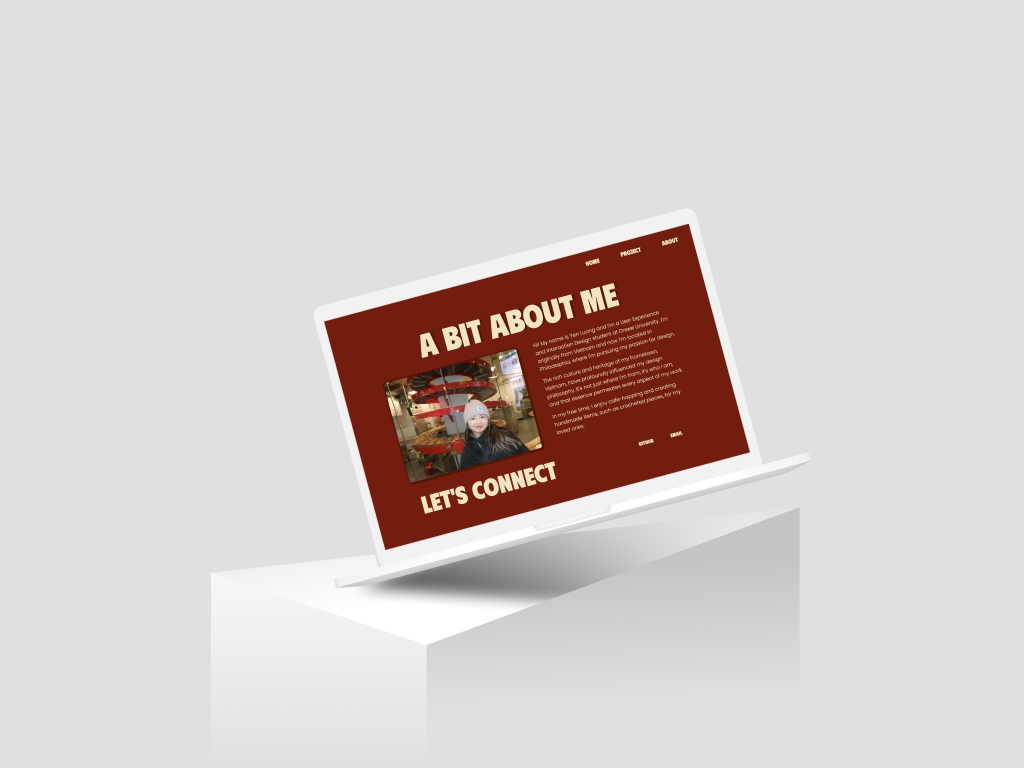 HOME PROJECT ABOUT
A BIT ABOUT ME
Hi! My name is Yen Luong and I'm a User Experience
and Interaction Design student at Drexel University. I'm
originally from Vietnam and now I'm located in
Philadelphia, where I'm pursuing my passion for design.
The rich culture and heritage of my hometown,
Vietnam, have profoundly influenced my design
philosophy. It's not just where I'm from; it's who I am,
and that essence permeates every aspect of my work.
In my free time, I enjoy cafe-hopping and creating
handmade items, such as crocheted pieces, for my
loved ones.
LET'S CONNECT
GITHUB EMAIL